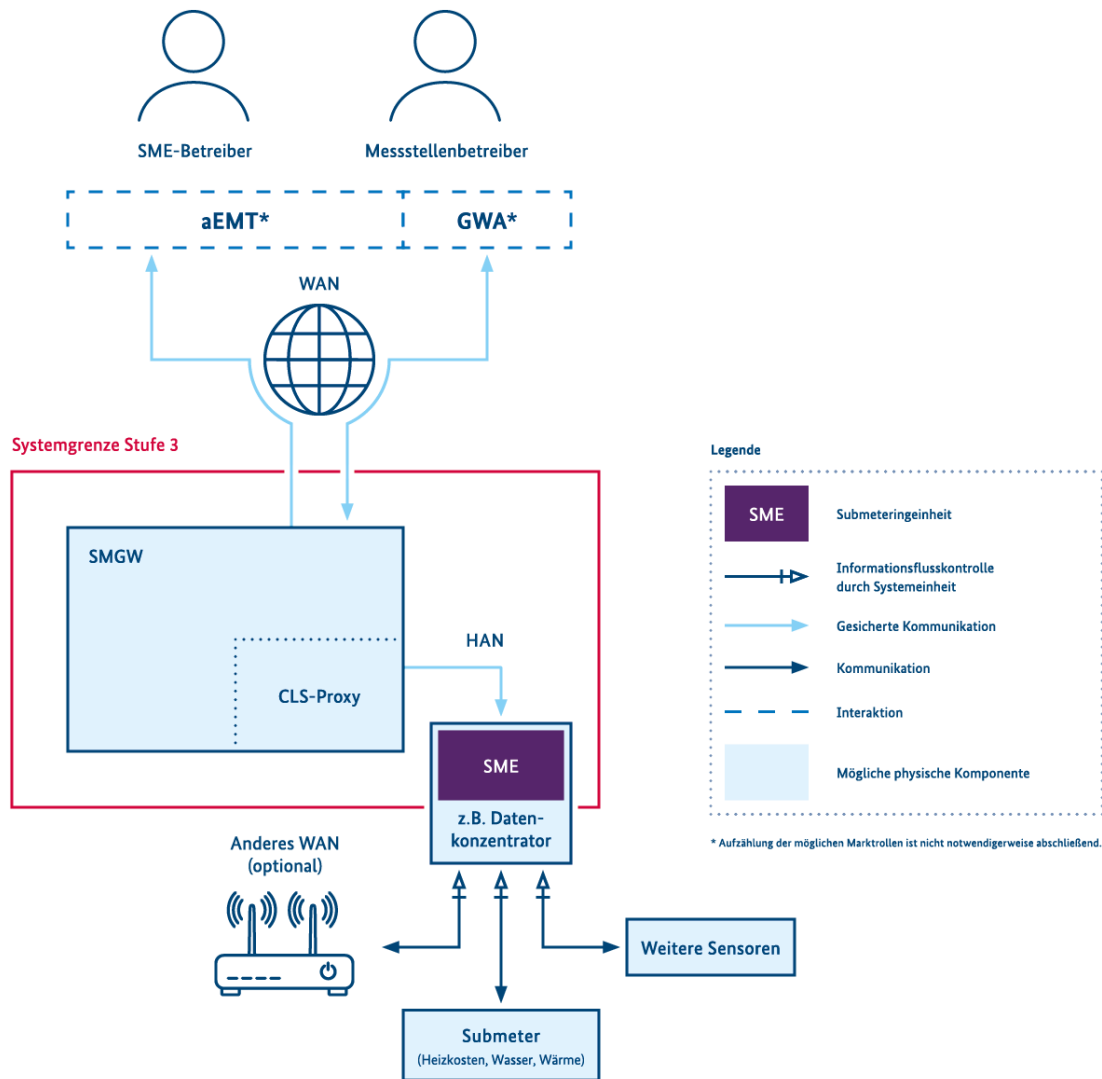 SME-Betreiber
Messstellenbetreiber
aEMT*
GWA*
WAN
Systemgrenze Stufe 3
SMGW
HAN
CLS-Proxy
SME
z.B. Daten-
konzentrator
Anderes WAN
(optional)
Weitere Sensoren
Submeter
(Heizkosten, Wasser, Wärme)
Legende
SME
Submeteringeinheit
Informationsflusskontrolle
durch Systemeinheit
Gesicherte Kommunikation
Kommunikation
Interaktion
Mögliche physische Komponente
* Aufzählung der möglichen Marktrollen ist nicht notwendigerweise abschließend.